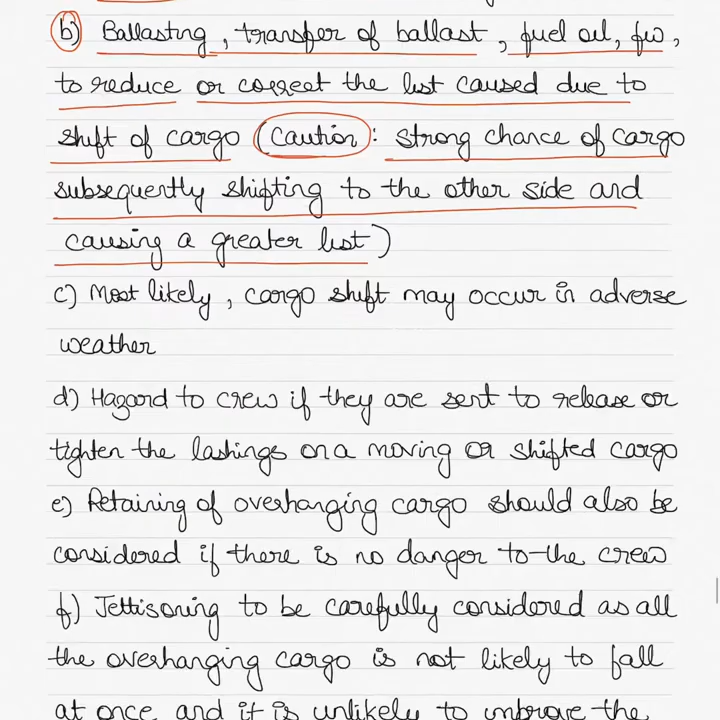 b) Ballasting, transfer of ballast, fuel oil, fw,
to reduce or correct the list caused due to
shift of cargo (Caution: strong chance of cargo
subsequently shifting to the other side and
causing a greater list)
c) Most likely, cargo shift may occur in adverse
weather
d) Hazard to crew if they are sent to release or
tighten the lashings on a moving or shifted cargo
e) Retaining of overhanging cargo should also be
considered if there is no danger to the crew
f) Jettisoning to be carefully considered as all
the overhanging cargo is not likely to fall
at once and it is unlikely to improve the